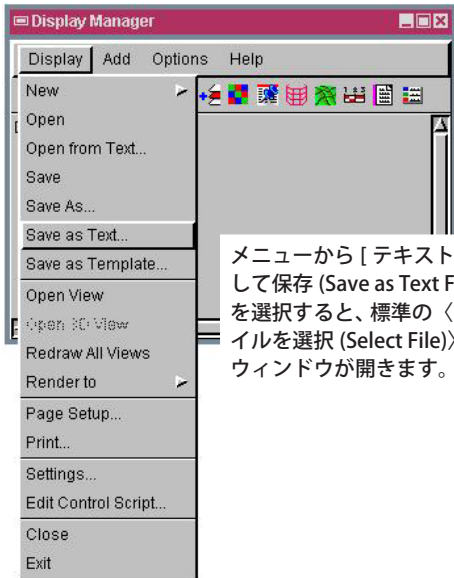 Display Manager
Display Add Options Help
New
Open
Open from Text...
Save
Save As...
Save as Text...
Save as Template...
Open View
Open 3D View
Redraw All Views
Render to
Page Setup...
Print...
Settings...
Edit Control Script...
Close
Exit
メニューから [ テキスト
して保存 (Save as Text F
を選択すると、標準の〈
イルを選択 (Select File)〉
ウィンドウが開きます。